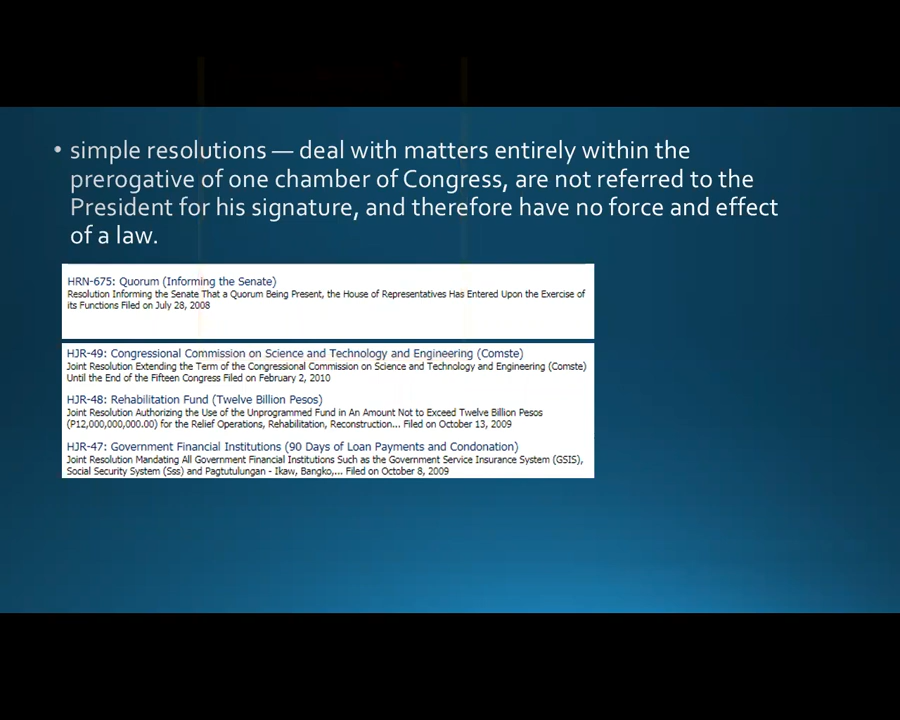 • simple resolutions — deal with matters entirely within the
prerogative of one chamber of Congress, are not referred to the
President for his signature, and therefore have no force and effect
of a law.
HRN-675: Quorum (Informing the Senate)
Resolution Informing the Senate That a Quorum Being Present, the House of Representatives Has Entered Upon the Exercise of
its Functions Filed on July 28, 2008
HJR-49: Congressional Commission on Science and Technology and Engineering (Comste)
Joint Resolution Extending the Term of the Congressional Commission on Science and Technology and Engineering (Comste)
Until the End of the Fifteen Congress Filed on February 2, 2010
HJR-48: Rehabilitation Fund (Twelve Billion Pesos)
Joint Resolution Authorizing the Use of the Unprogrammed Fund in An Amount Not to Exceed Twelve Billion Pesos
(P12,000,000,000.00) for the Relief Operations, Rehabilitation, Reconstruction... Filed on October 13, 2009
HJR-47: Government Financial Institutions (90 Days of Loan Payments and Condonation)
Joint Resolution Mandating All Government Financial Institutions Such as the Government Service Insurance System (GSIS),
Social Security System (Sss) and Pagtutulungan - Ikaw, Bangko,... Filed on October 8, 2009